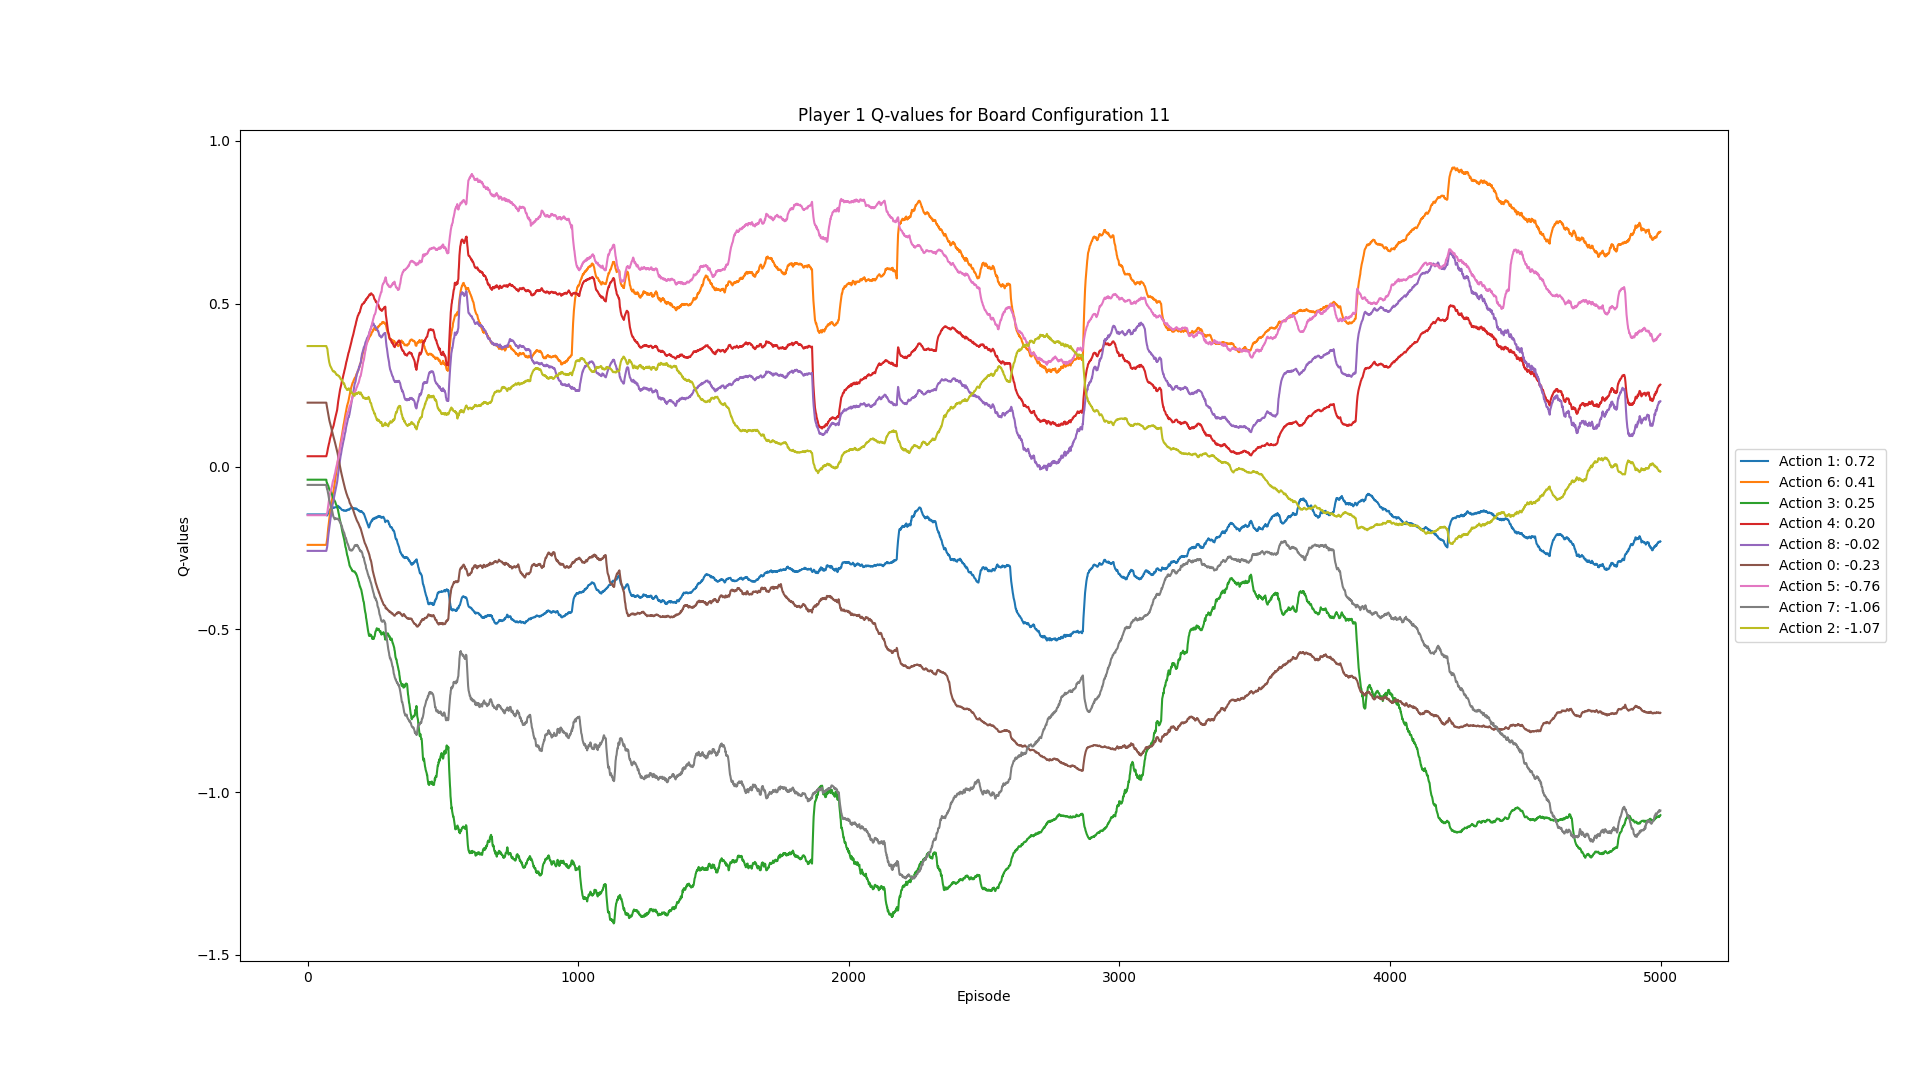 Player 1 Q-values for Board Configuration 11
1.0
0.5
0.0
−0.5
−1.0
−1.5
Q-values
0
1000
2000
3000
4000
5000
Episode
Action 1: 0.72
Action 6: 0.41
Action 3: 0.25
Action 4: 0.20
Action 8: -0.02
Action 0: -0.23
Action 5: -0.76
Action 7: -1.06
Action 2: -1.07